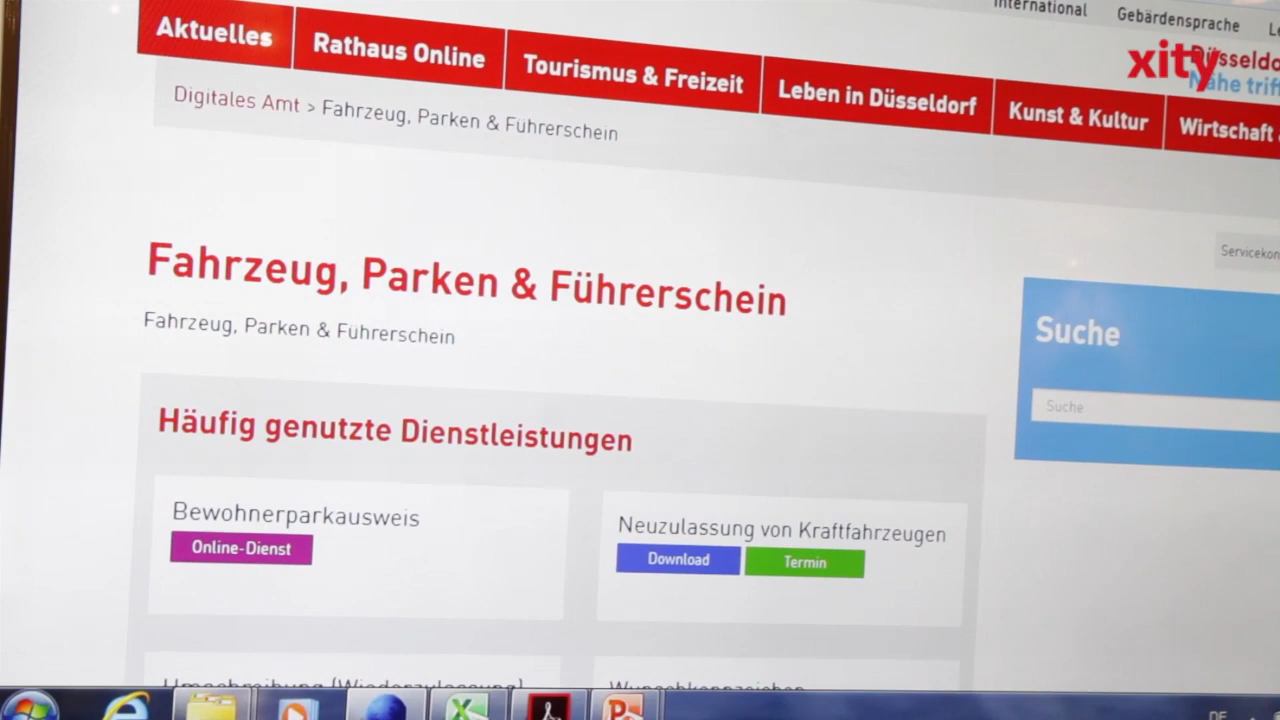 International Gebärdensprache
xity
Aktuelles Rathaus Online Tourismus & Freizeit Leben in Düsseldorf Kunst & Kultur Wirtschaft
Digitales Amt > Fahrzeug, Parken & Führerschein
Fahrzeug, Parken & Führerschein
Fahrzeug, Parken & Führerschein
Suche
Suche
Häufig genutzte Dienstleistungen
Bewohnerparkausweis
Online-Dienst
Neuzulassung von Kraftfahrzeugen
Download Termin
DE